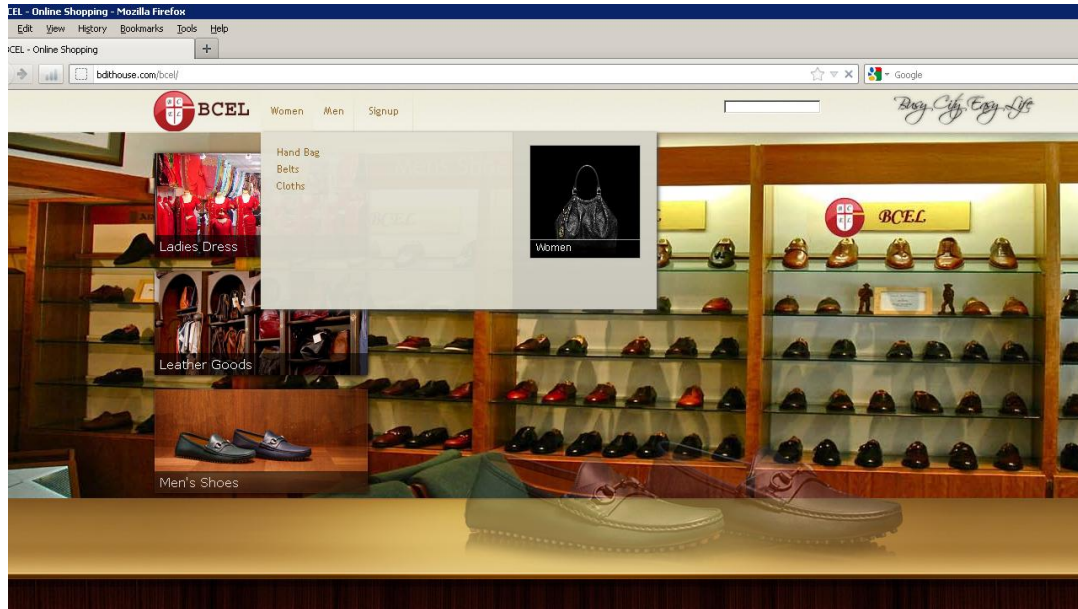 CEL - Online Shopping - Mozilla Firefox
Edit View History Bookmarks Tools Help
BCEL - Online Shopping
bdithouse.com/bcel/
Google
BCEL Women Men Signup
Busy City Easy Life
Hand Bag
Belts
Cloths
Women
BCEL
Ladies Dress
Leather Goods
Men's Shoes